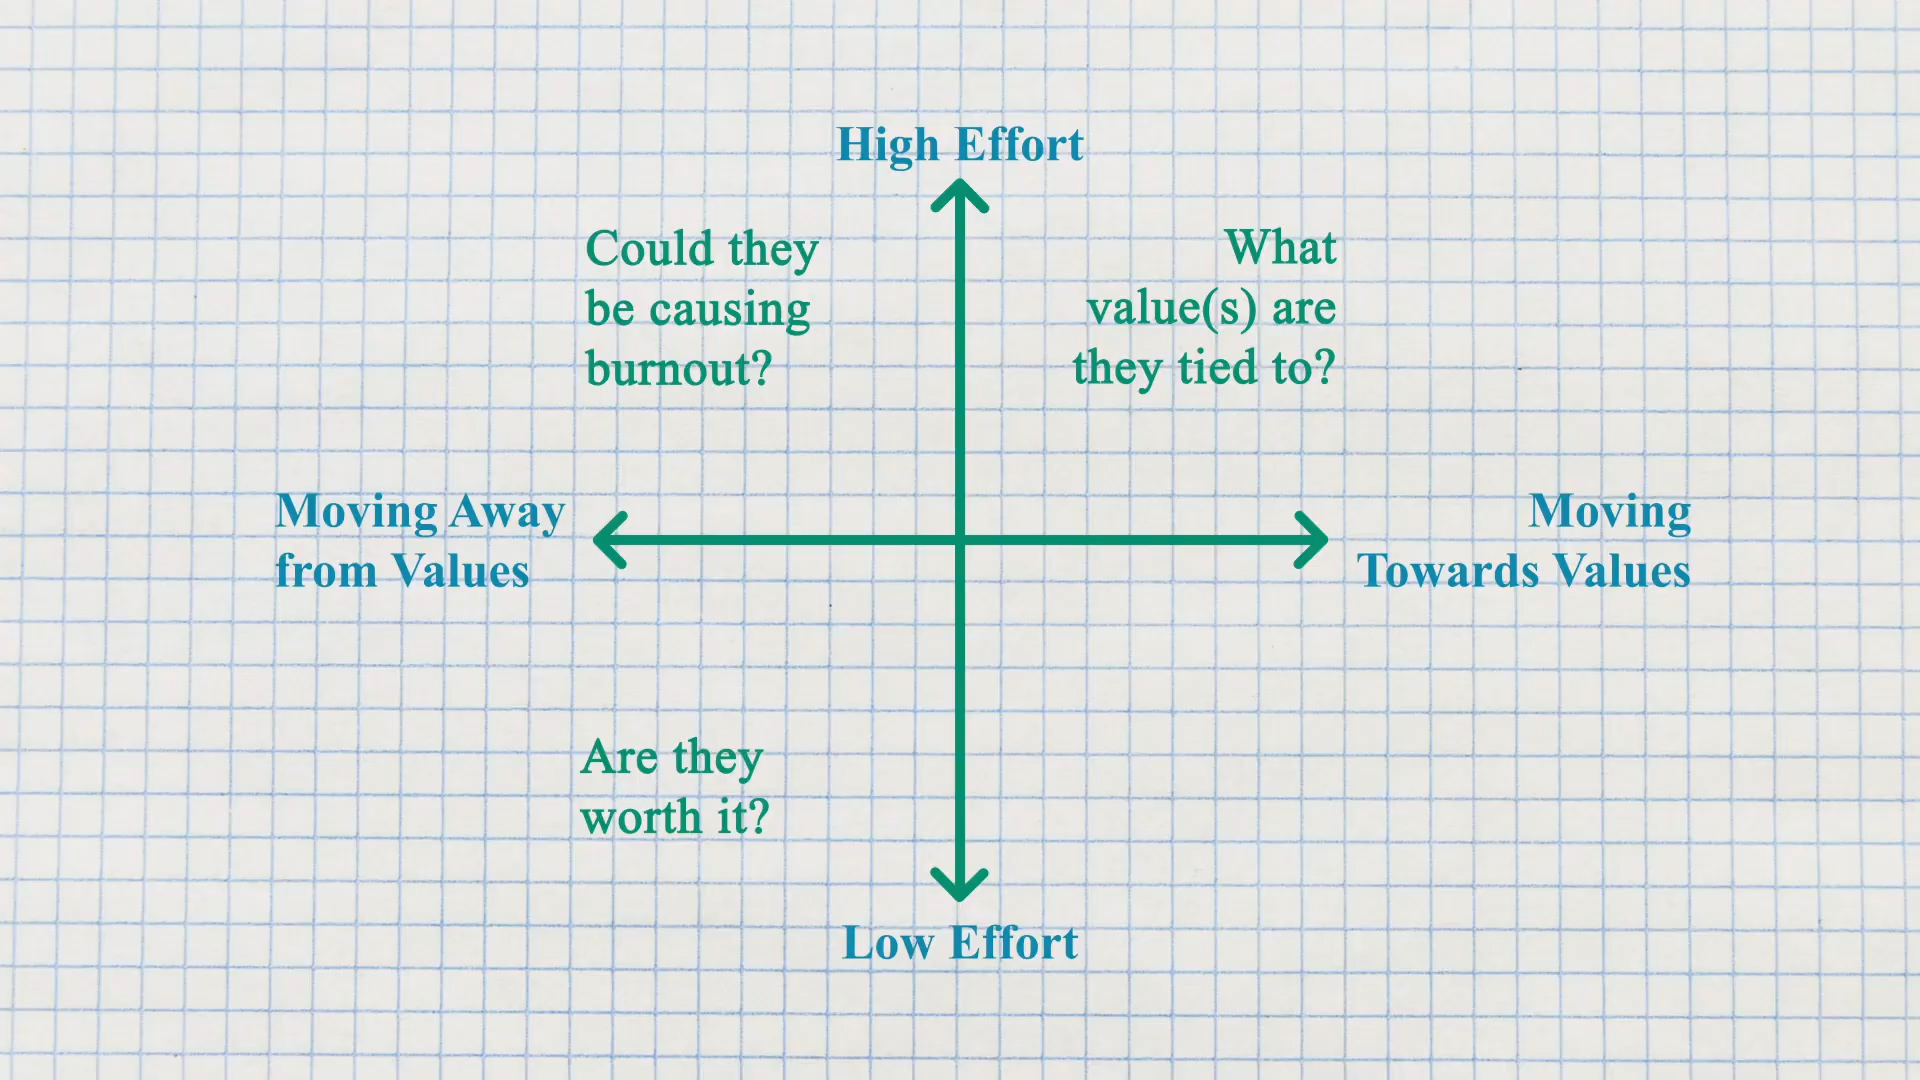 High Effort
Could they
be causing
burnout?
What
value(s) are
they tied to?
Moving Away
from Values
Moving
Towards Values
Are they
worth it?
Low Effort